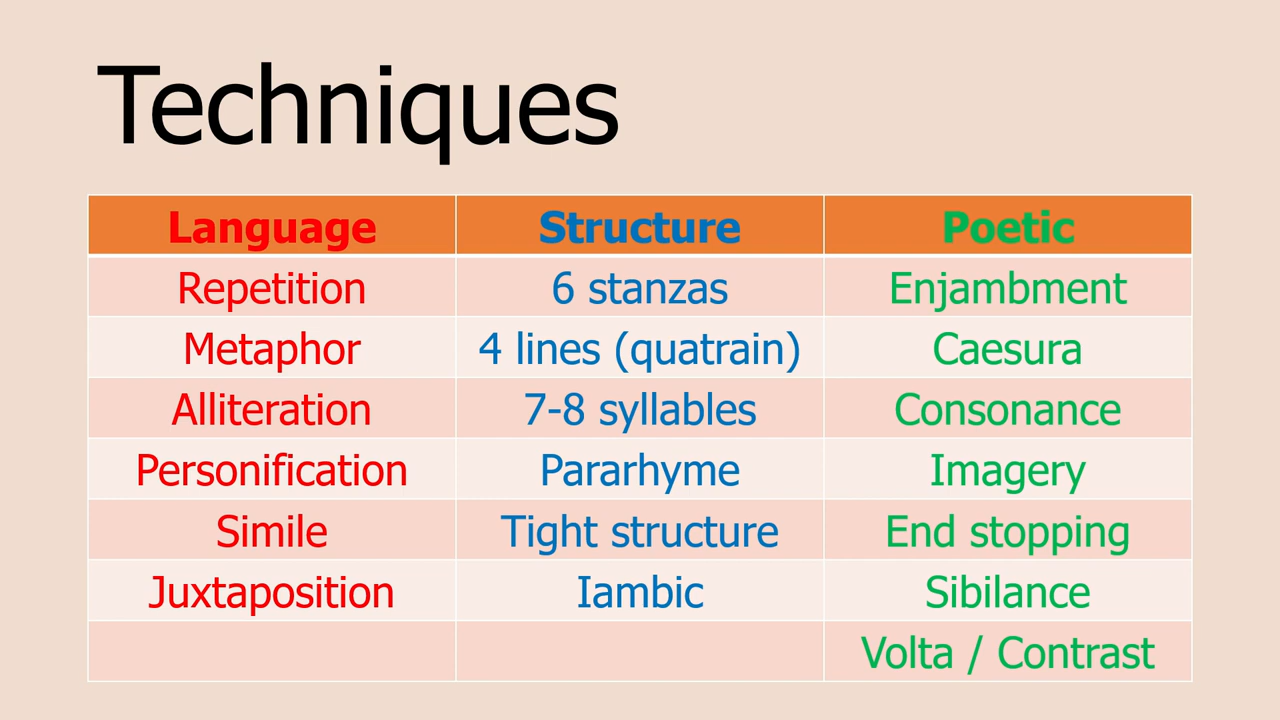 Techniques
Language Structure Poetic
Repetition 6 stanzas Enjambment
Metaphor 4 lines (quatrain) Caesura
Alliteration 7-8 syllables Consonance
Personification Pararhyme Imagery
Simile Tight structure End stopping
Juxtaposition Iambic Sibilance
Volta / Contrast